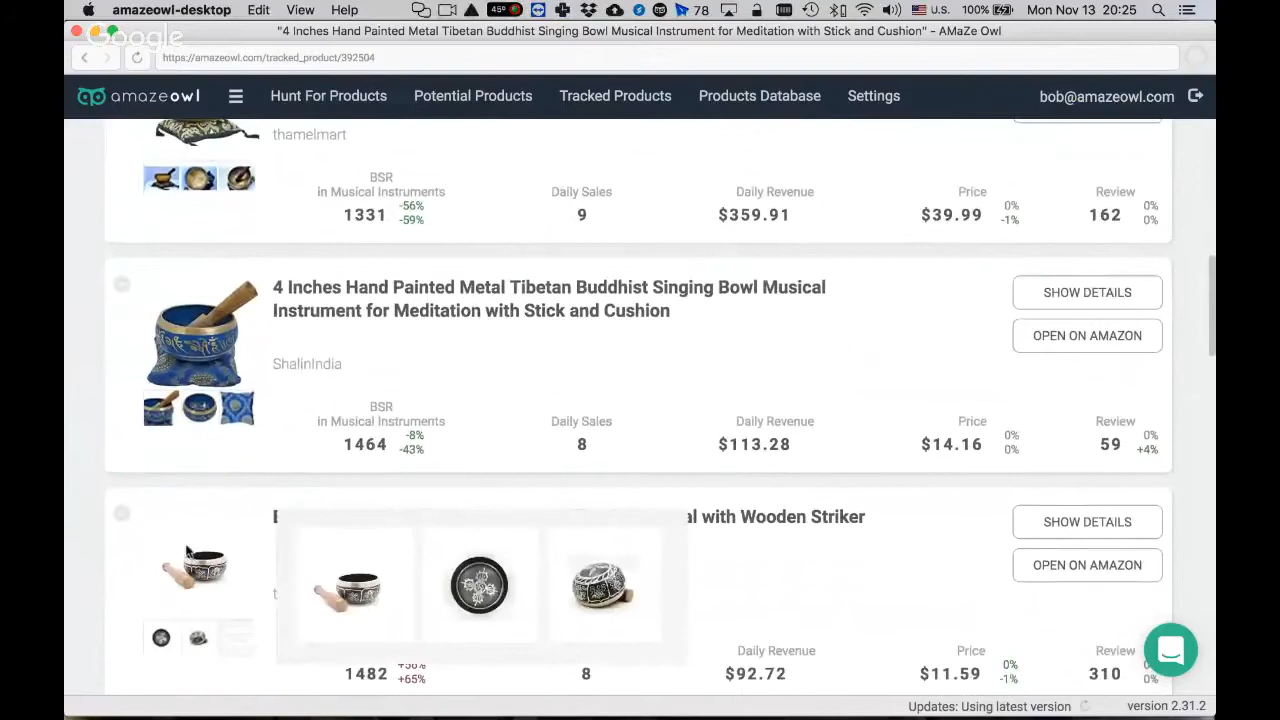 amazeowl-desktop Edit View Help 45° 78 U.S. 100% Mon Nov 13 20:25
Google
"4 Inches Hand Painted Metal Tibetan Buddhist Singing Bowl Musical Instrument for Meditation with Stick and Cushion" - AMaZe Owl
https://amazeowl.com/tracked_product/392504
amazeowl Hunt For Products Potential Products Tracked Products Products Database Settings bob@amazeowl.com
thamelmart
BSR
in Musical Instruments Daily Sales Daily Revenue Price Review
-56% 0% 0%
1331 9 $359.91 $39.99 162
-59% -1% 0%
4 Inches Hand Painted Metal Tibetan Buddhist Singing Bowl Musical
Instrument for Meditation with Stick and Cushion
SHOW DETAILS
OPEN ON AMAZON
ShalinIndia
BSR
in Musical Instruments Daily Sales Daily Revenue Price Review
-8% 0% 0%
1464 8 $113.28 $14.16 59
-43% 0% +4%
with Wooden Striker
SHOW DETAILS
OPEN ON AMAZON
Daily Revenue Price Review
+56% 0% 0%
1482 8 $92.72 $11.59 310
+65% -1% 0%
Updates: Using latest version version 2.31.2